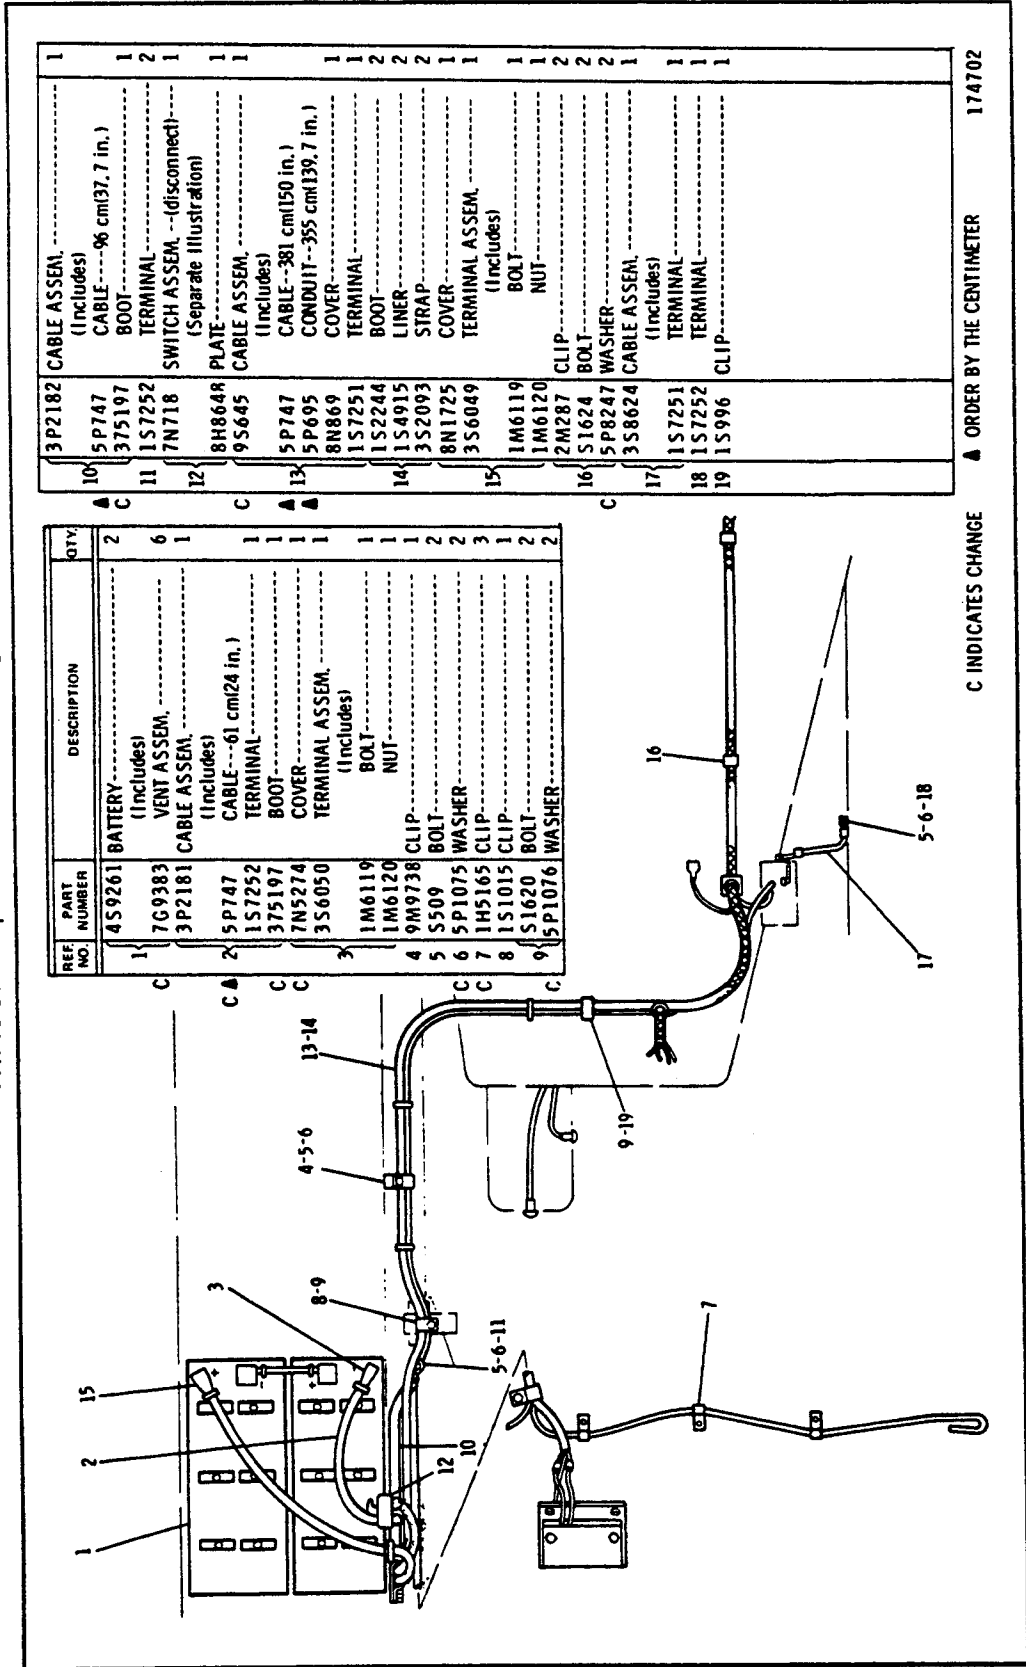 REF. NO. PART NUMBER DESCRIPTION QTY.
1 4S9261 BATTERY 2
(Includes)
C 7G9383 VENT ASSEM. 6
2 3P2181 CABLE ASSEM. 1
(Includes)
C ▲ 5P747 CABLE--61 cm(24 in.)
1S7252 TERMINAL 1
C 375197 BOOT 1
C 3 7N5274 COVER 1
3S6050 TERMINAL ASSEM. 1
(Includes)
1M6119 BOLT 1
1M6120 NUT 1
4 9M9738 CLIP 1
5 S509 BOLT 2
C 6 5P1075 WASHER 2
C 7 1H5165 CLIP 3
8 1S1015 CLIP 1
9 S1620 BOLT 2
C 5P1076 WASHER 2
10 3P2182 CABLE ASSEM. 1
(Includes)
▲ 5P747 CABLE---96 cm(37.7 in.)
C 375197 BOOT 1
11 1S7252 TERMINAL 2
12 7N718 SWITCH ASSEM. --(disconnect) 1
(Separate Illustration)
8H8648 PLATE 1
C 13 9S645 CABLE ASSEM. 1
(Includes)
▲ 5P747 CABLE--381 cm(150 in.)
▲ 5P695 CONDUIT--355 cm(139.7 in.)
8N869 COVER 1
1S7251 TERMINAL 1
14 1S2244 BOOT 2
1S4915 LINER 2
3S2093 STRAP 2
15 8N1725 COVER 1
3S6049 TERMINAL ASSEM. 1
(Includes)
1M6119 BOLT 1
1M6120 NUT 1
16 2M287 CLIP 2
S1624 BOLT 2
C 5P8247 WASHER 2
17 3S8624 CABLE ASSEM. 1
(Includes)
1S7251 TERMINAL 1
18 1S7252 TERMINAL 1
19 1S996 CLIP 1
1
2
15
3
12
10
8-9
5-6-11
4-5-6
13-14
9-19
7
16
17
5-6-18
+
-
+
-
C INDICATES CHANGE ▲ ORDER BY THE CENTIMETER 174702